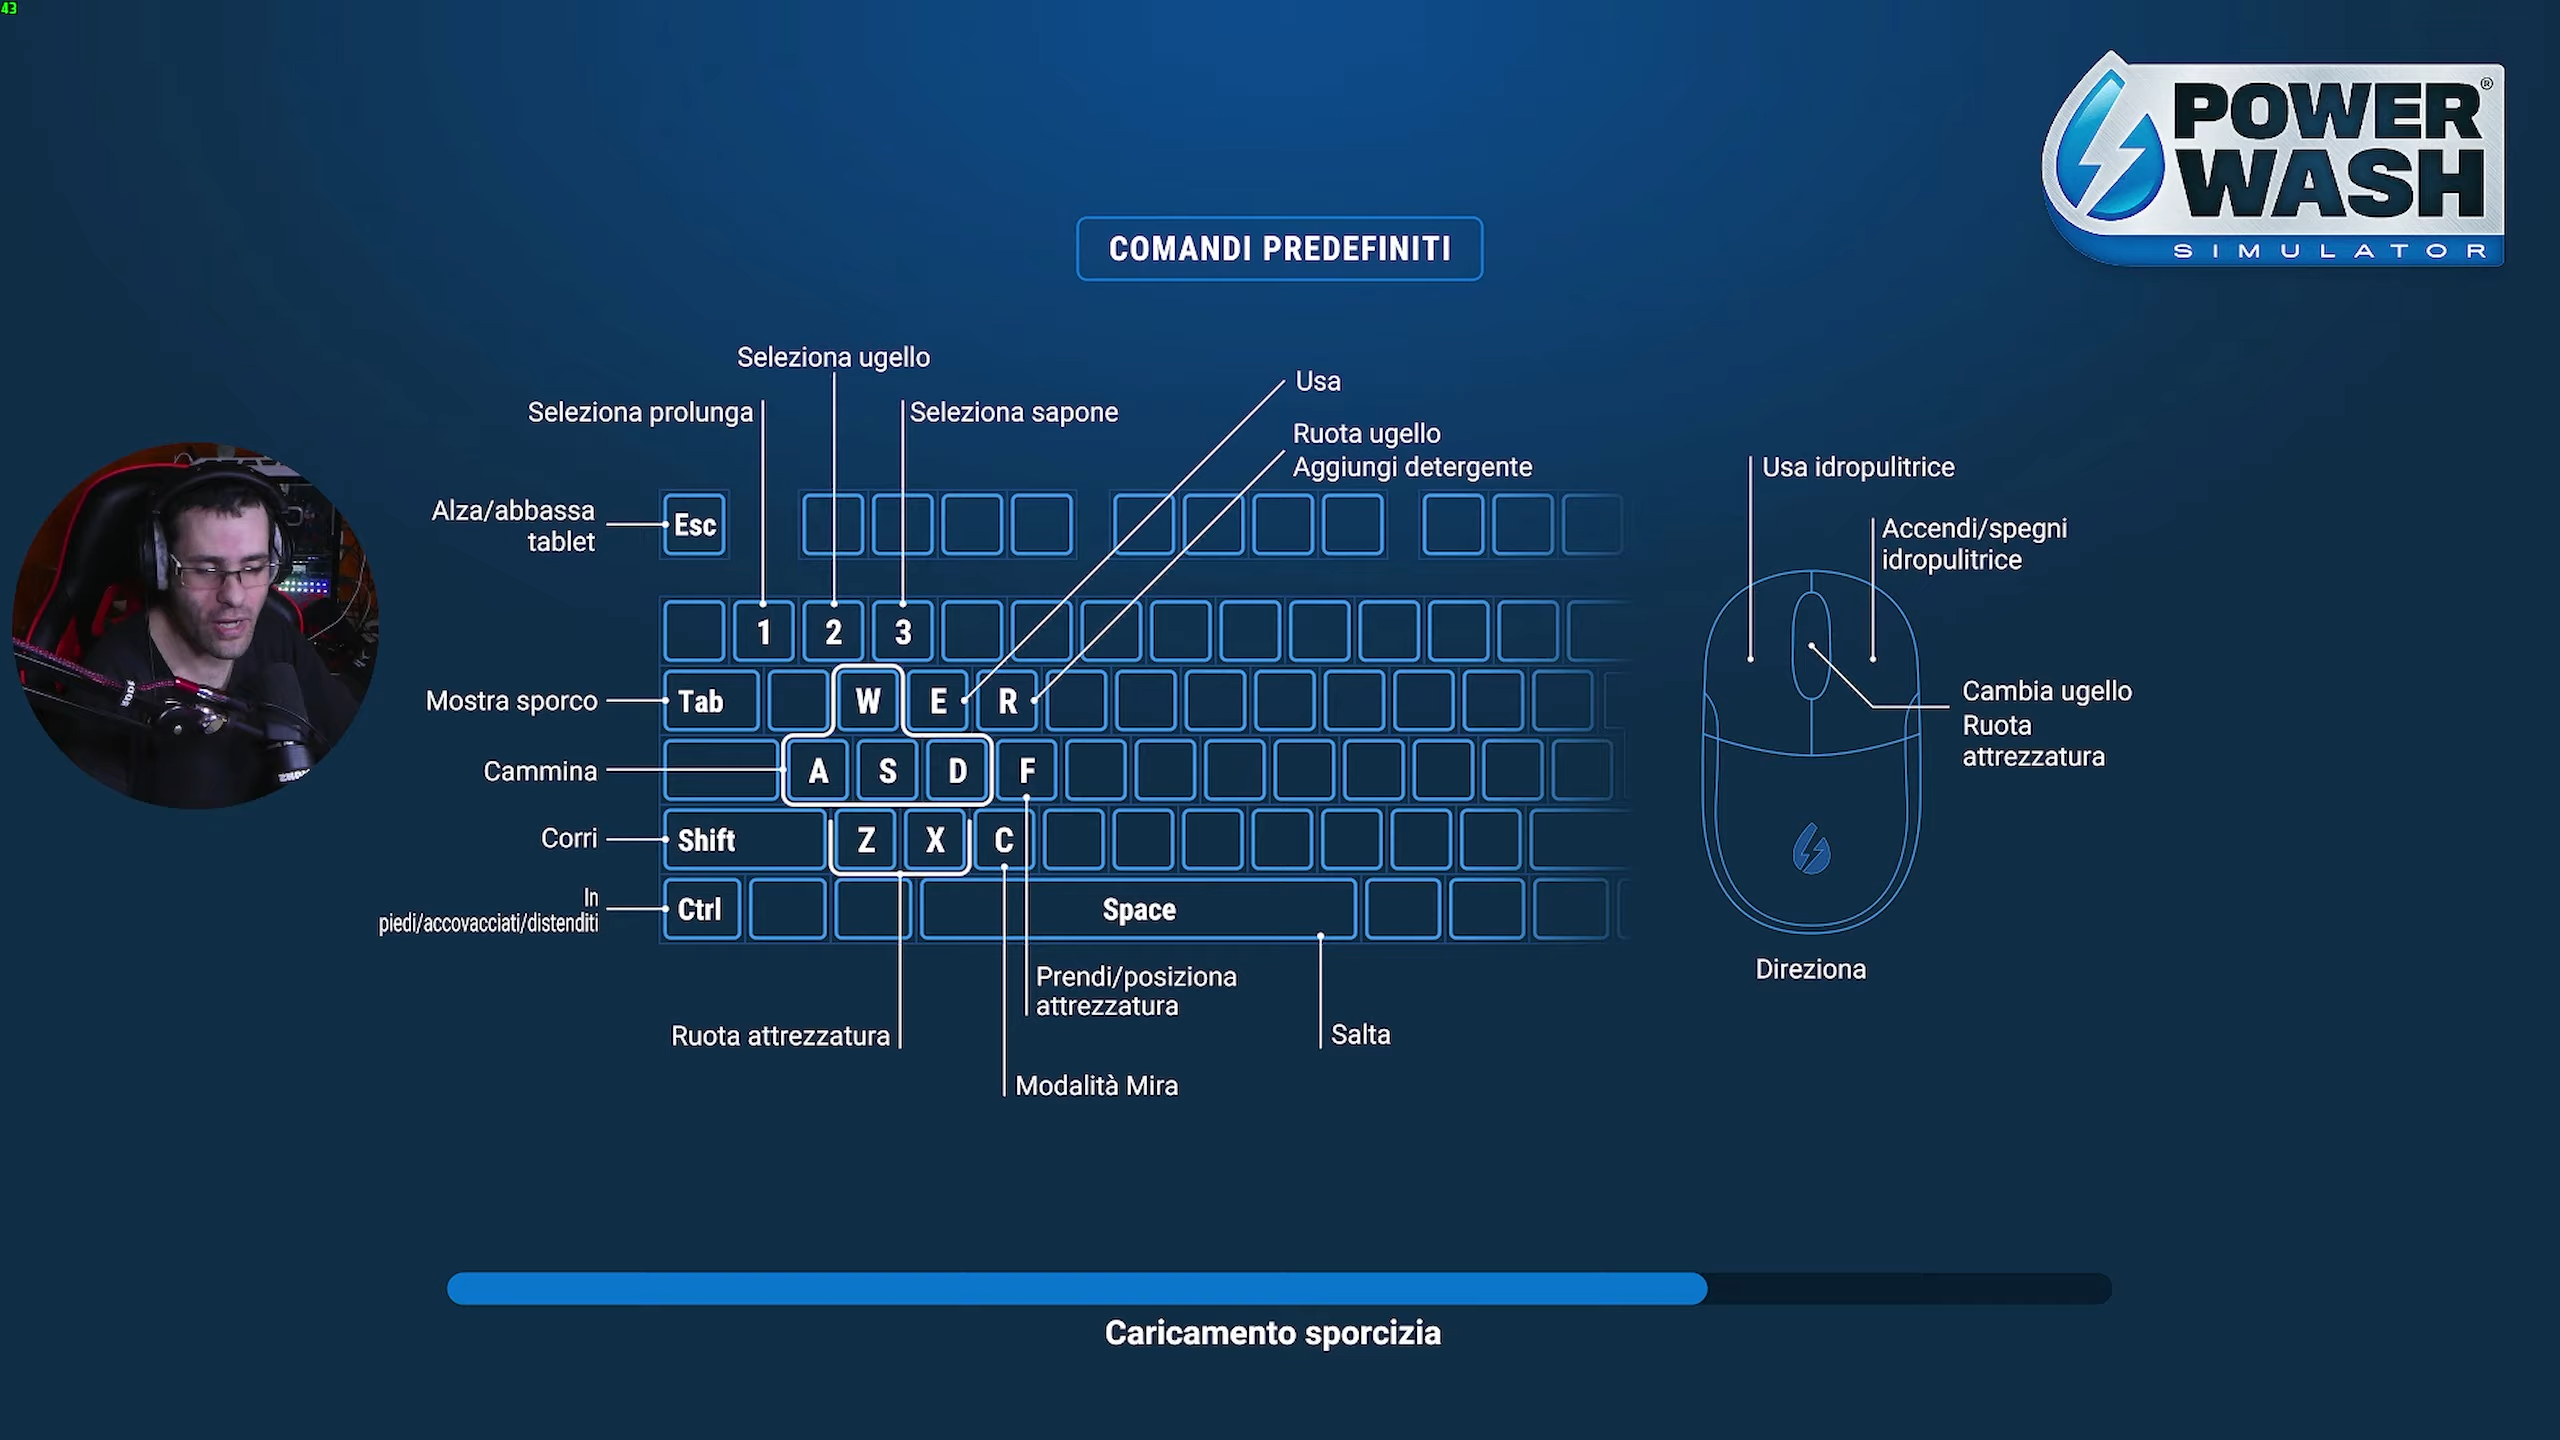 43
POWER
WASH
®
SIMULATOR
COMANDI PREDEFINITI
Seleziona ugello
Seleziona prolunga
Seleziona sapone
Usa
Ruota ugello
Aggiungi detergente
Usa idropulitrice
Accendi/spegni
idropulitrice
Alza/abbassa
tablet
Esc
1 2 3
Mostra sporco
Tab W E R
Cambia ugello
Ruota
attrezzatura
Cammina
A S D F
Corri
Shift Z X C
In
piedi/accovacciati/distenditi
Ctrl Space
Direziona
Prendi/posiziona
attrezzatura
Ruota attrezzatura
Salta
Modalità Mira
Caricamento sporcizia